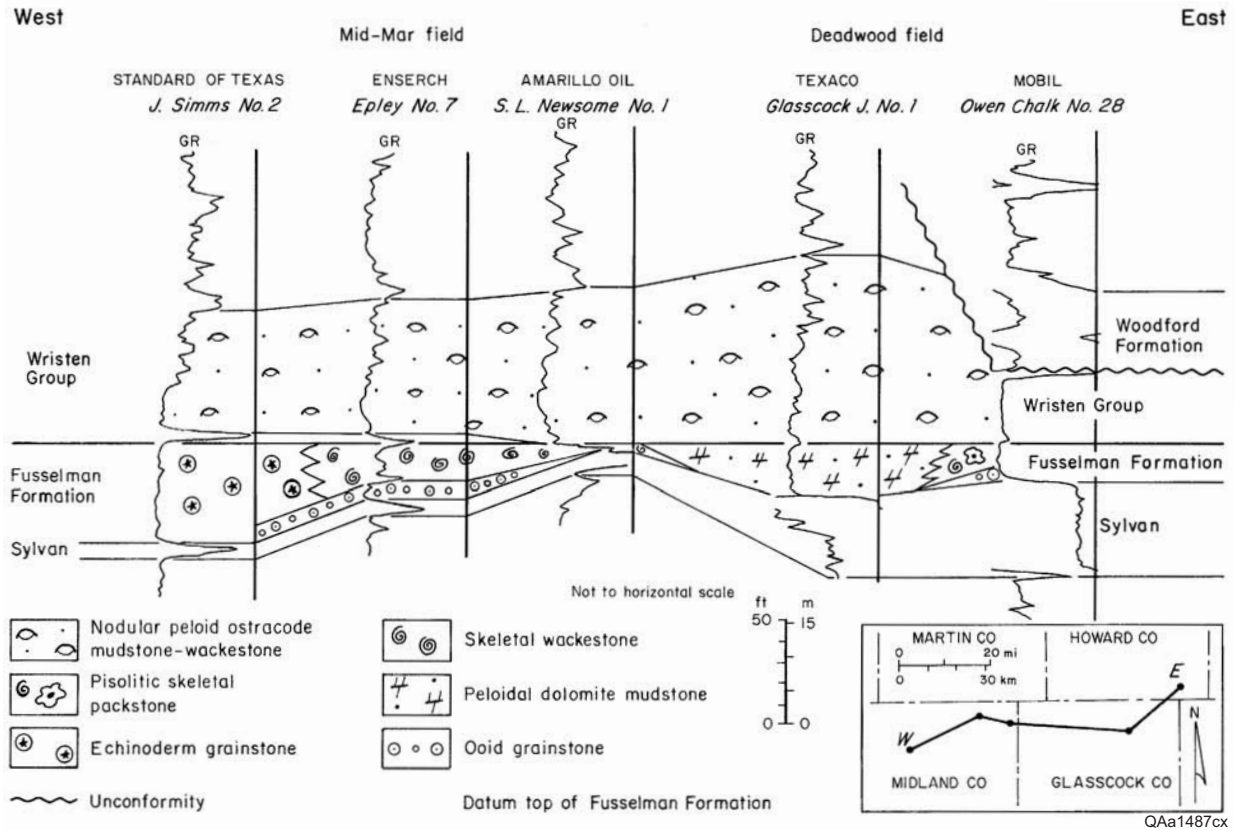 West
East
Mid-Mar field
Deadwood field
STANDARD OF TEXAS
J. Simms No. 2
ENSERCH
Epley No. 7
AMARILLO OIL
S. L. Newsome No. 1
TEXACO
Glasscock J. No. 1
MOBIL
Owen Chalk No. 2B
GR
GR
GR
GR
GR
Wristen
Group
Woodford
Formation
Wristen Group
Fusselman
Formation
Fusselman Formation
Sylvan
Sylvan
Not to horizontal scale
ft m
50 15
0 0
Nodular peloid ostracode
mudstone-wackestone
Pisolitic skeletal
packstone
Echinoderm grainstone
Unconformity
Skeletal wackestone
Peloidal dolomite mudstone
Ooid grainstone
Datum top of Fusselman Formation
MARTIN CO
HOWARD CO
0 20 mi
0 30 km
E
N
W
MIDLAND CO
GLASSCOCK CO
QAa1487cx